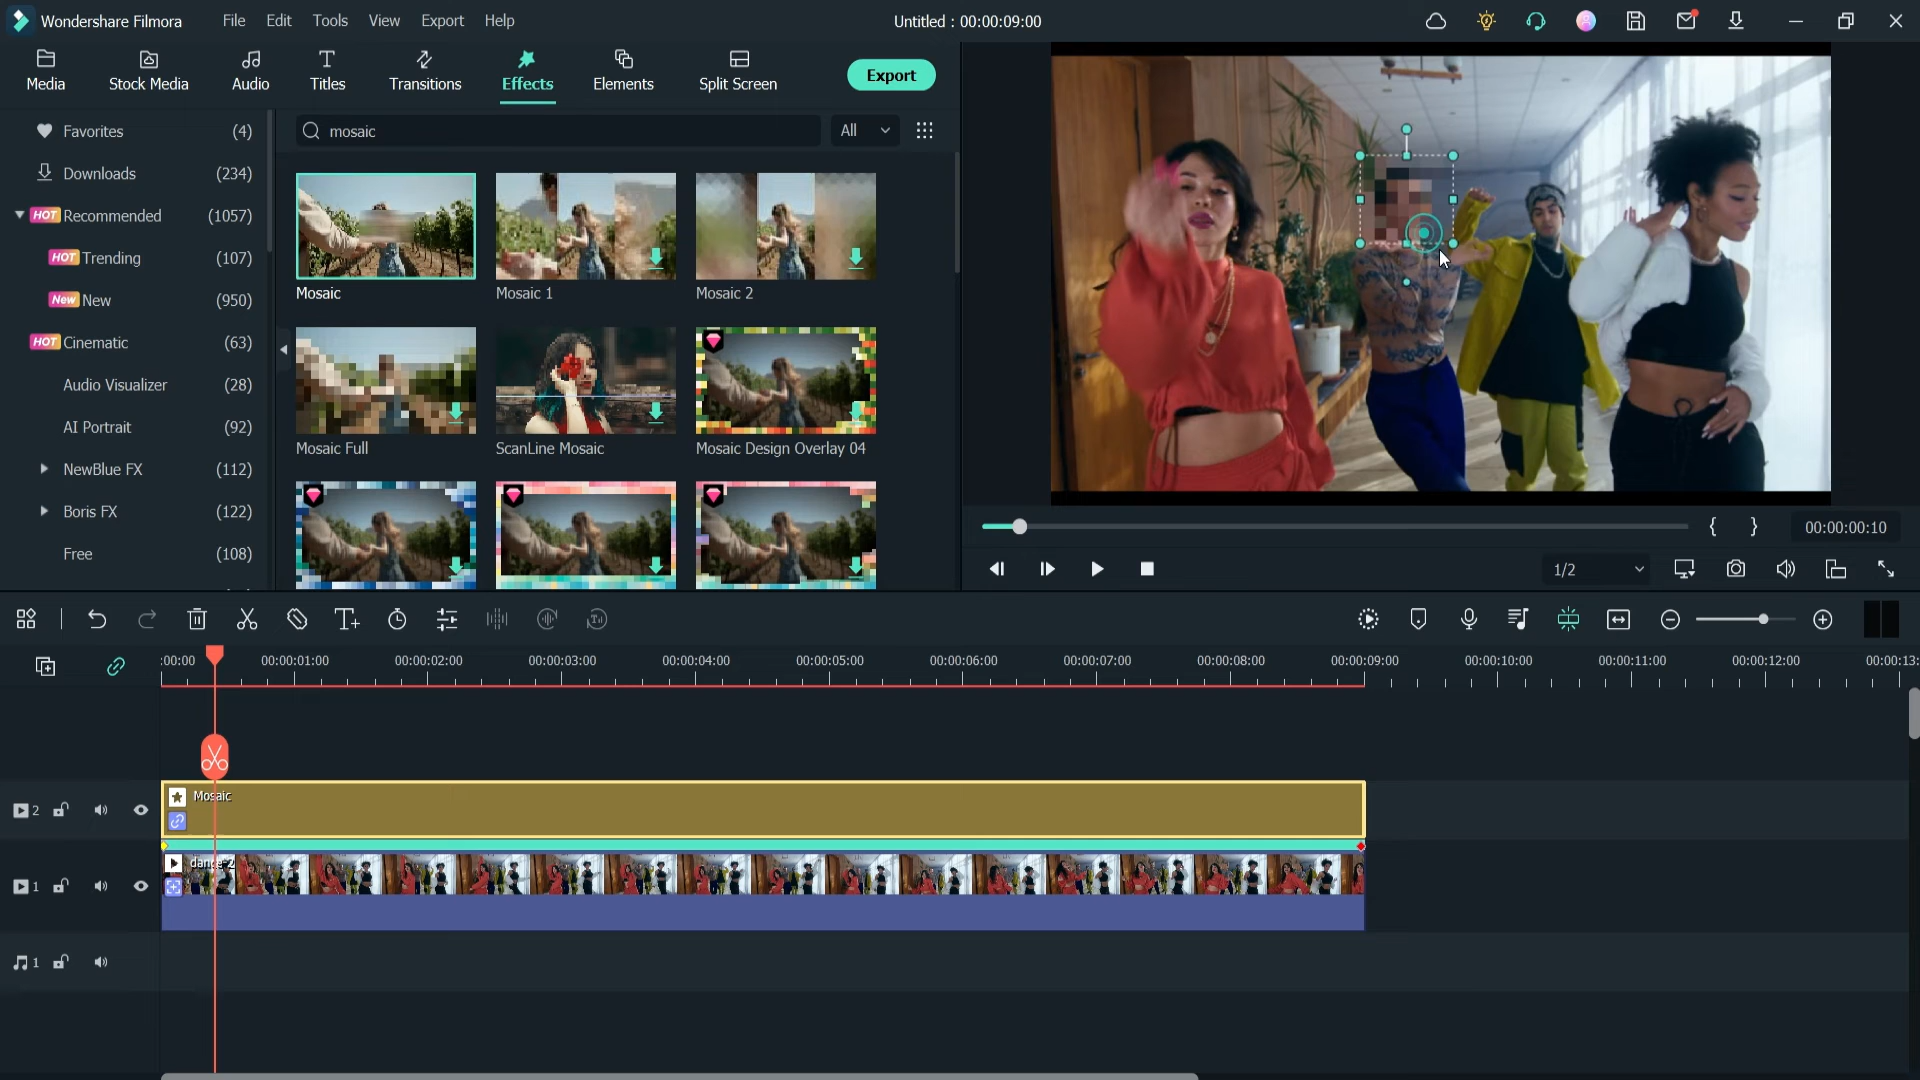 Wondershare Filmora File Edit Tools View Export Help Untitled : 00:00:09:00
Media Stock Media Audio Titles Transitions Effects Elements Split Screen Export
Favorites (4)
Downloads (234)
HOT Recommended (1057)
HOT Trending (107)
New New (950)
HOT Cinematic (63)
Audio Visualizer (28)
AI Portrait (92)
NewBlue FX (112)
Boris FX (122)
Free (108)
mosaic All
Mosaic Mosaic 1 Mosaic 2
Mosaic Full ScanLine Mosaic Mosaic Design Overlay 04
{ } 00:00:00:10
1/2
:00:00 00:00:01:00 00:00:02:00 00:00:03:00 00:00:04:00 00:00:05:00 00:00:06:00 00:00:07:00 00:00:08:00 00:00:09:00 00:00:10:00 00:00:11:00 00:00:12:00 00:00:13:
2 Mosaic
1 dance-2
1